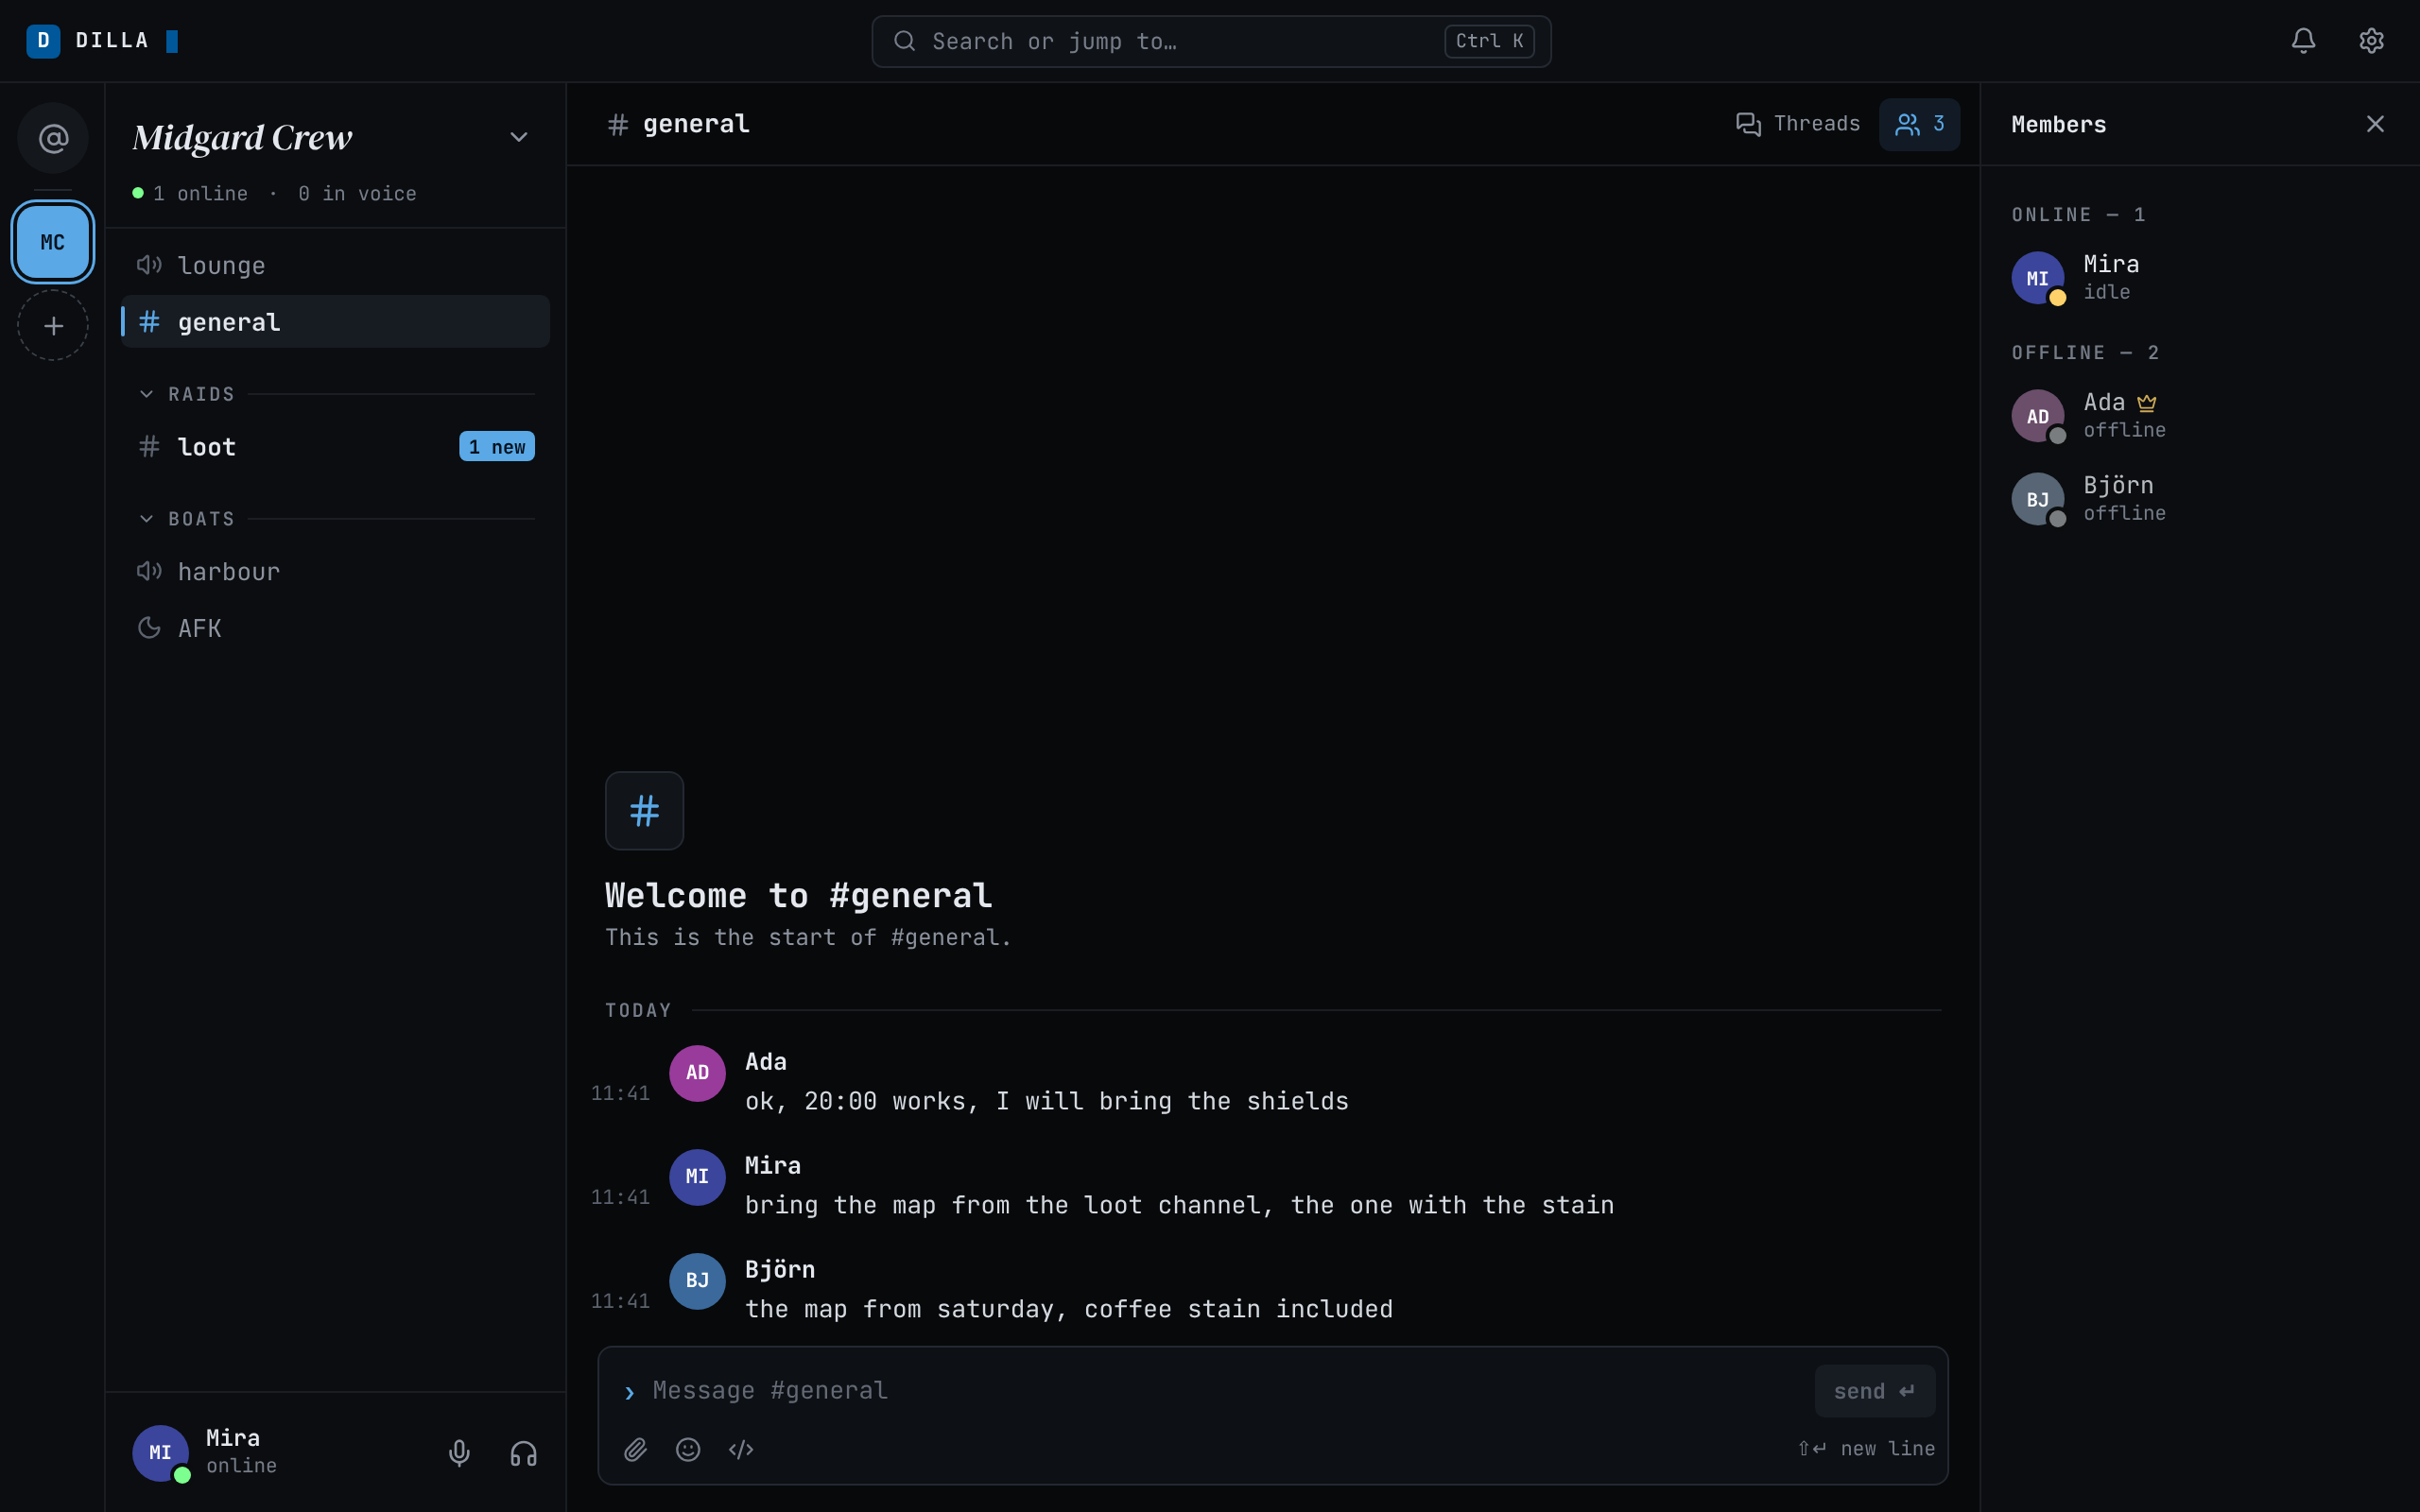 D DILLA
Search or jump to… Ctrl K
@
MC
+
Midgard Crew
1 online · 0 in voice
lounge
# general
RAIDS
# loot 1 new
BOATS
harbour
AFK
MI Mira
online
# general
Threads 3
#
Welcome to #general
This is the start of #general.
TODAY
AD Ada
11:41 ok, 20:00 works, I will bring the shields
MI Mira
11:41 bring the map from the loot channel, the one with the stain
BJ Björn
11:41 the map from saturday, coffee stain included
› Message #general send ↵
⇧↵ new line
Members
ONLINE — 1
MI Mira
idle
OFFLINE — 2
AD Ada
offline
BJ Björn
offline